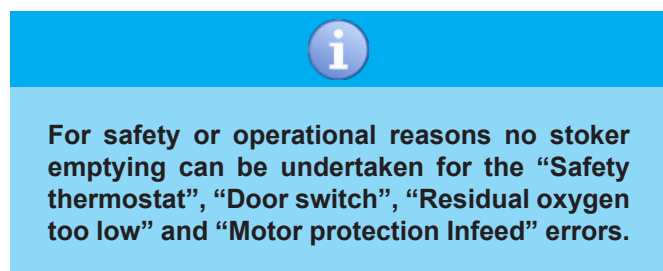 For safety or operational reasons no stoker
emptying can be undertaken for the “Safety
thermostat”, “Door switch”, “Residual oxygen
too low” and “Motor protection Infeed” errors.